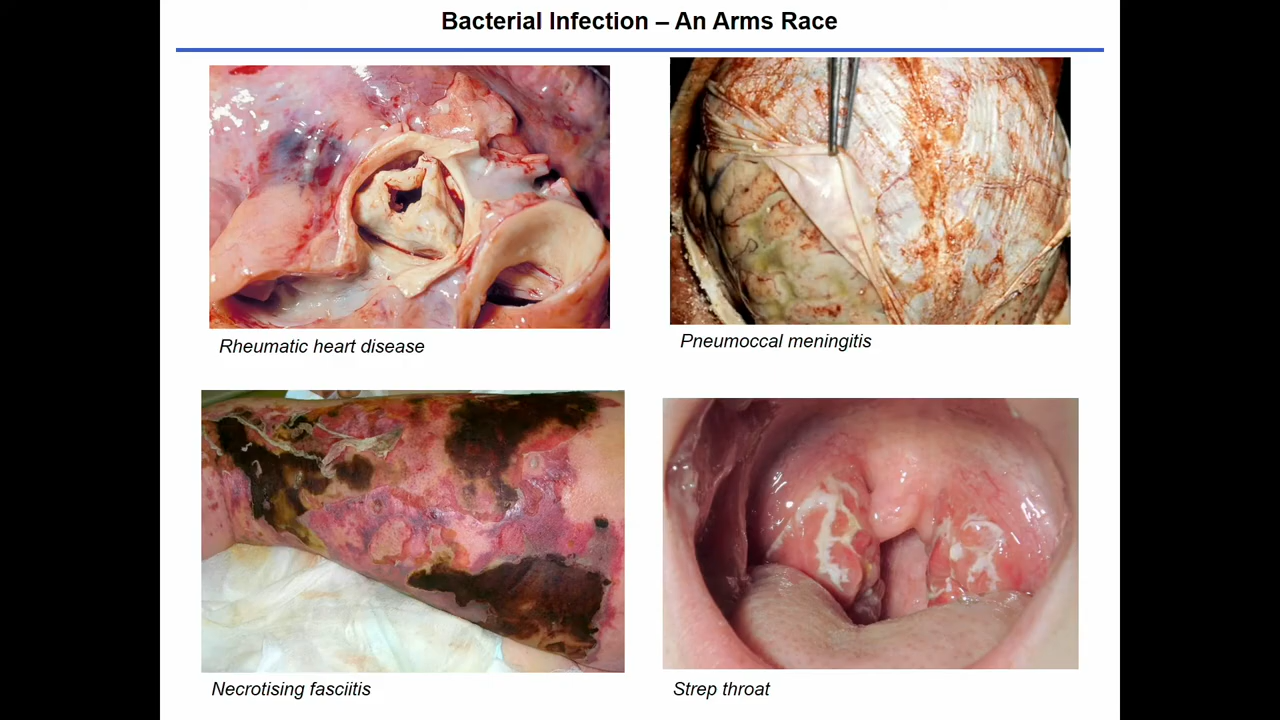 Bacterial Infection – An Arms Race
Rheumatic heart disease
Pneumoccal meningitis
Necrotising fasciitis
Strep throat